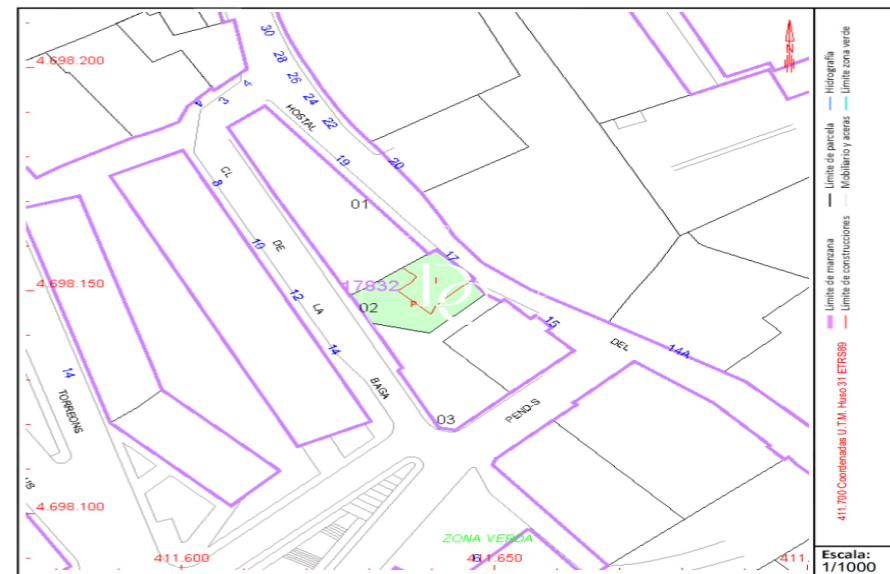 4.698.200
30
28
26
24
22
20
HOSTAL
19
4
3
4
8
CL
DE
LA
BAGA
10
12
14
01
17
4.698.150
17832
02
I
P
15
DEL
14A
14
TORREONS
03
PEND-S
4.698.100
ZONA VERDA
411.600
6
411.650
411.
Límite de manzana
Límite de parcela
Hidrografía
Límite de construcciones
Mobiliario y aceras
Límite zona verde
411.700 Coordenadas U.T.M. Huso 31 ETRS89
Escala:
1/1000